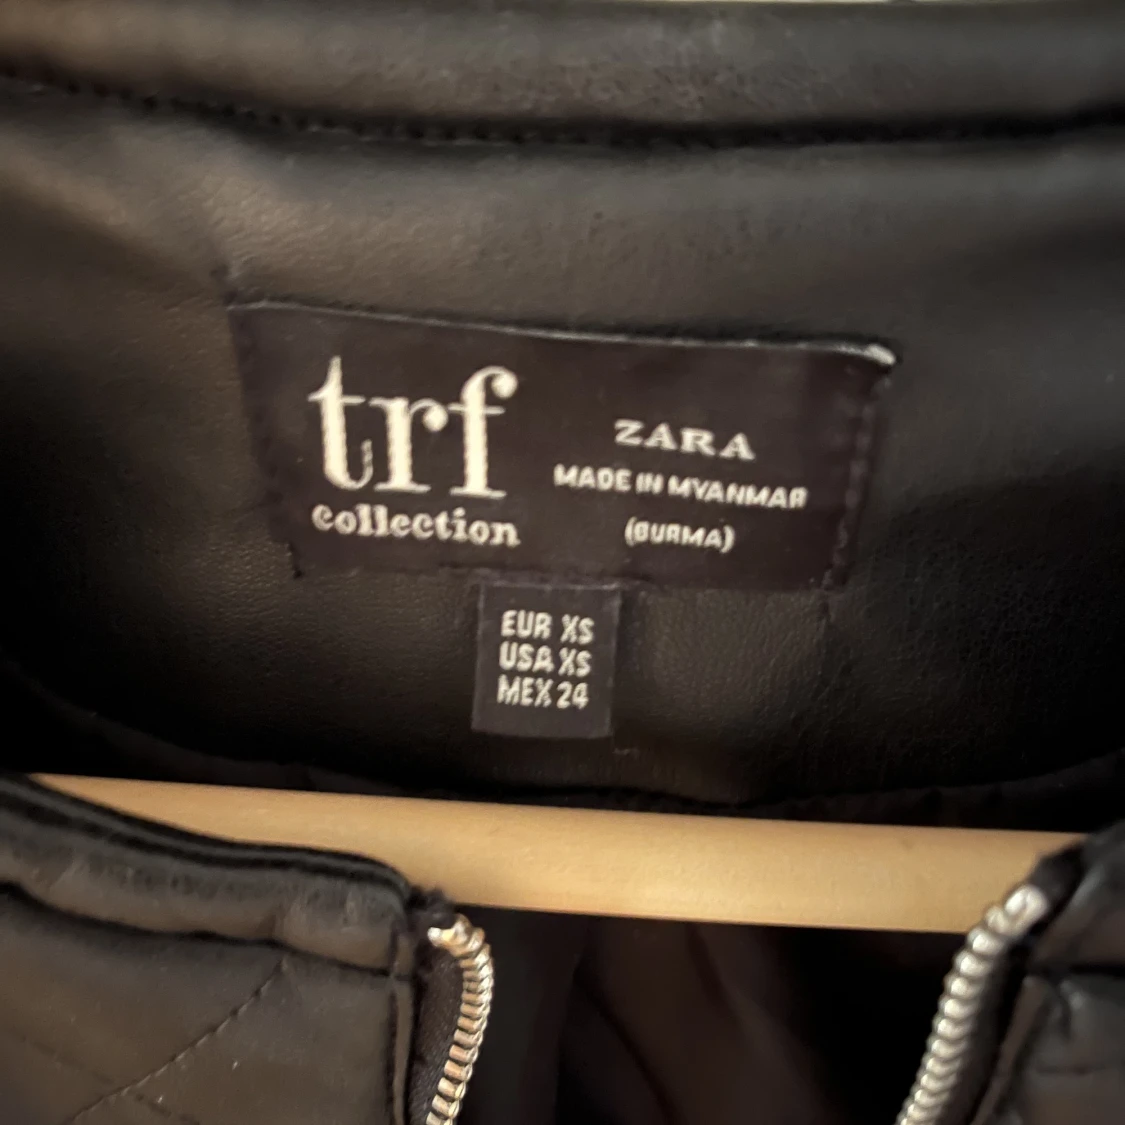 trf
collection
ZARA
MADE IN MYANMAR
(BURMA)
EUR XS
USA XS
MEX 24